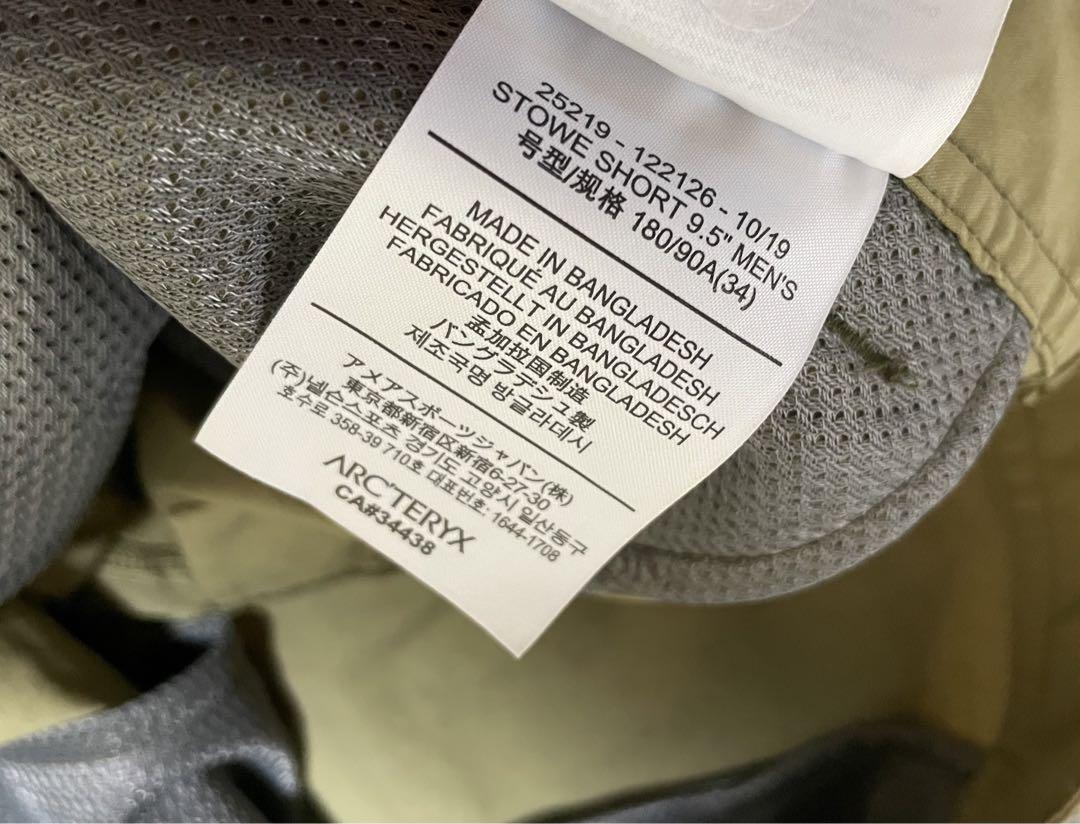 25219 - 122126 - 10/19
STOWE SHORT 9.5" MEN'S
号型/规格 180/90A(34)
MADE IN BANGLADESH
FABRIQUÉ AU BANGLADESH
HERGESTELLT IN BANGLADESCH
FABRICADO EN BANGLADESH
孟加拉国制造
バングラデシュ製
제조국명 방글라데시
アメアスポーツジャパン(株)
東京都新宿区新宿6-27-30
(주)넬슨스포츠 경기도 고양시 일산동구
호수로 358-39 710호 대표번호: 1644-1708
ARC'TERYX
CA#34438